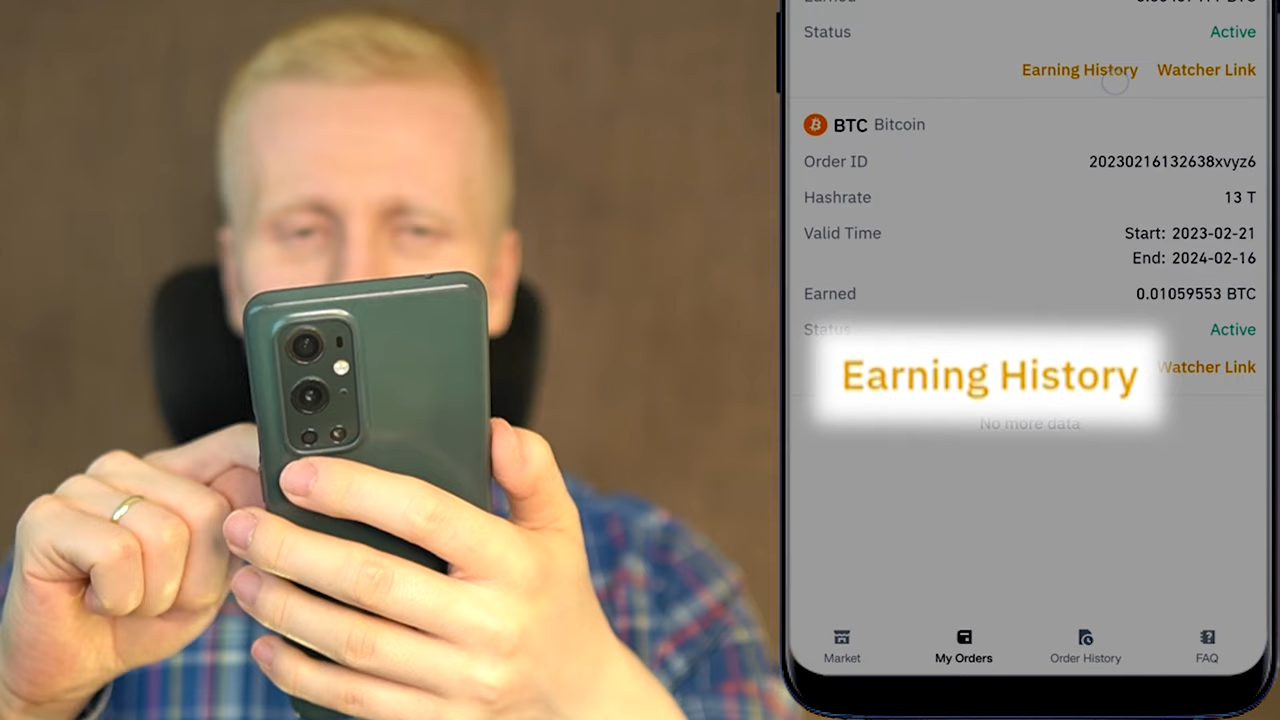 Status Active
Earning History Watcher Link
BTC Bitcoin
Order ID 20230216132638xvyz6
Hashrate 13 T
Valid Time Start: 2023-02-21
End: 2024-02-16
Earned 0.01059553 BTC
Status Active
Earning History Watcher Link
No more data
Market My Orders Order History FAQ